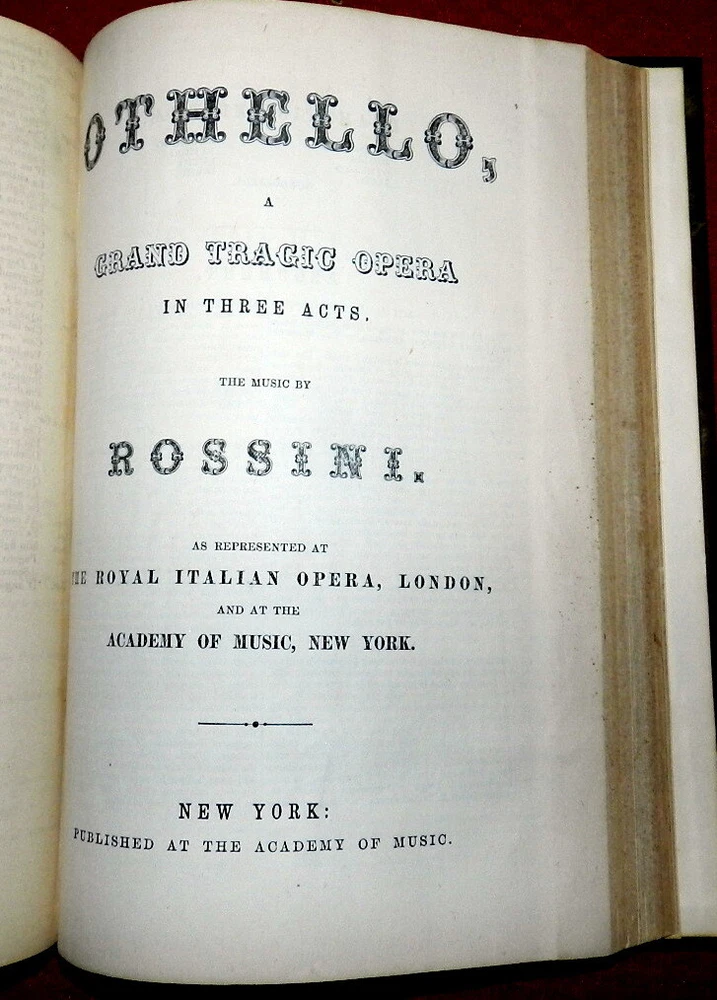 OTHELLO,
A
GRAND TRAGIC OPERA
IN THREE ACTS.
THE MUSIC BY
ROSSINI.
AS REPRESENTED AT
THE ROYAL ITALIAN OPERA, LONDON,
AND AT THE
ACADEMY OF MUSIC, NEW YORK.
NEW YORK:
PUBLISHED AT THE ACADEMY OF MUSIC.